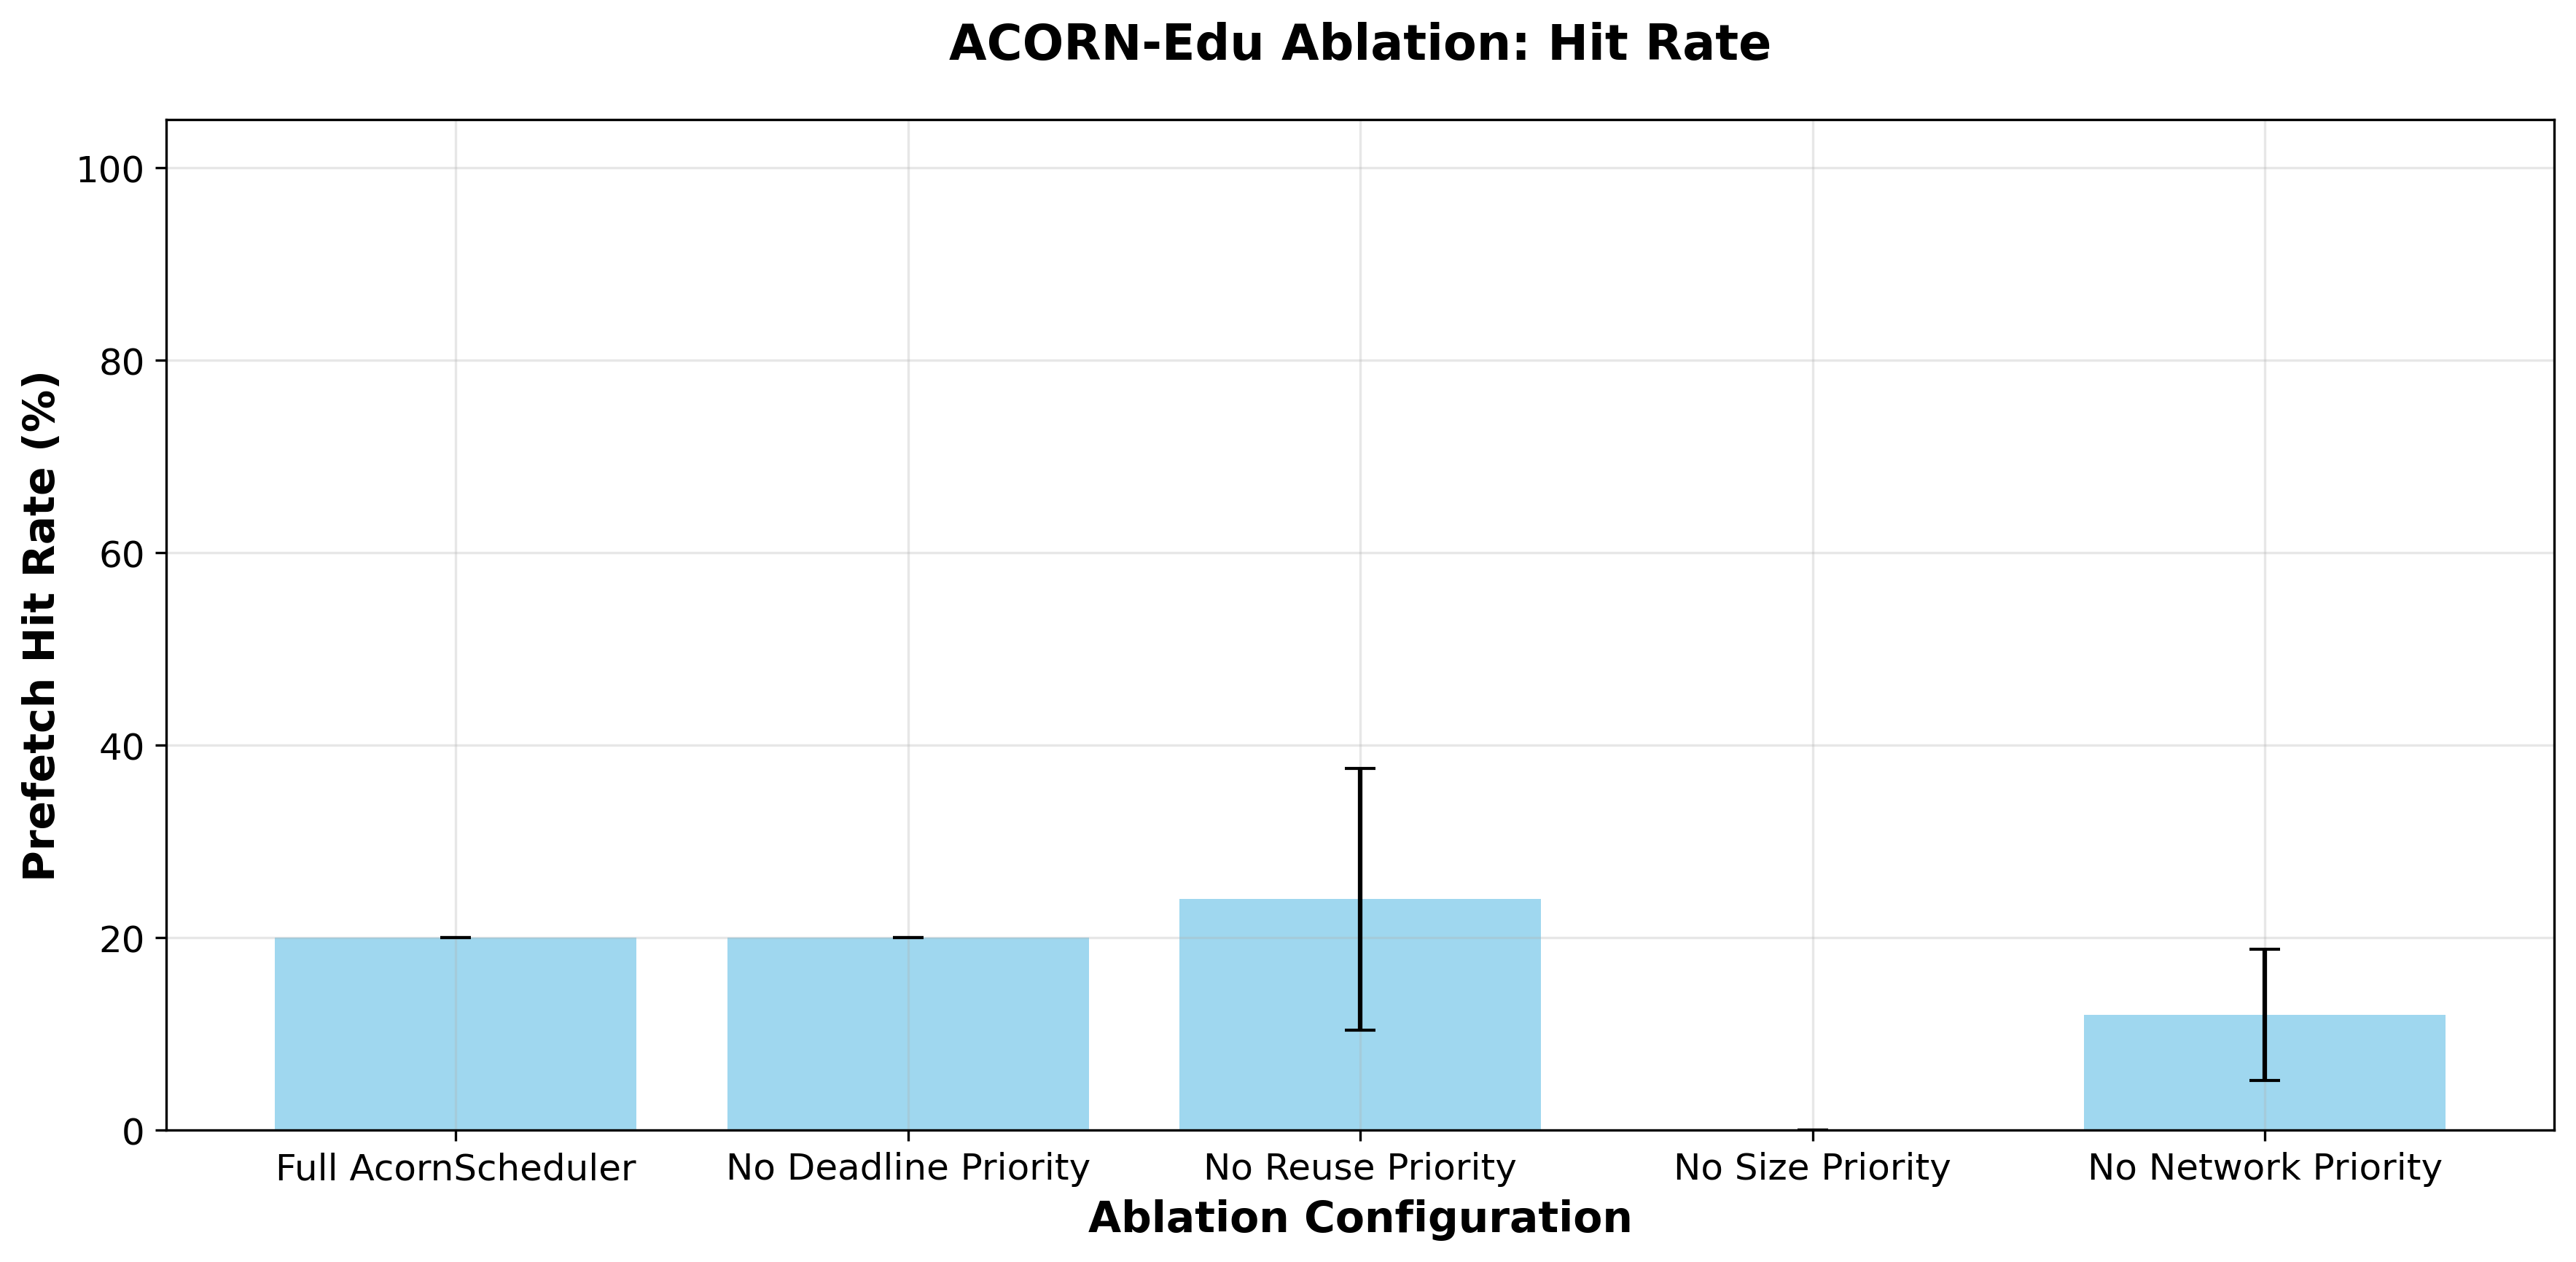 ACORN-Edu Ablation: Hit Rate
Prefetch Hit Rate (%)
100
80
60
40
20
0
Full AcornScheduler
No Deadline Priority
No Reuse Priority
No Size Priority
No Network Priority
Ablation Configuration